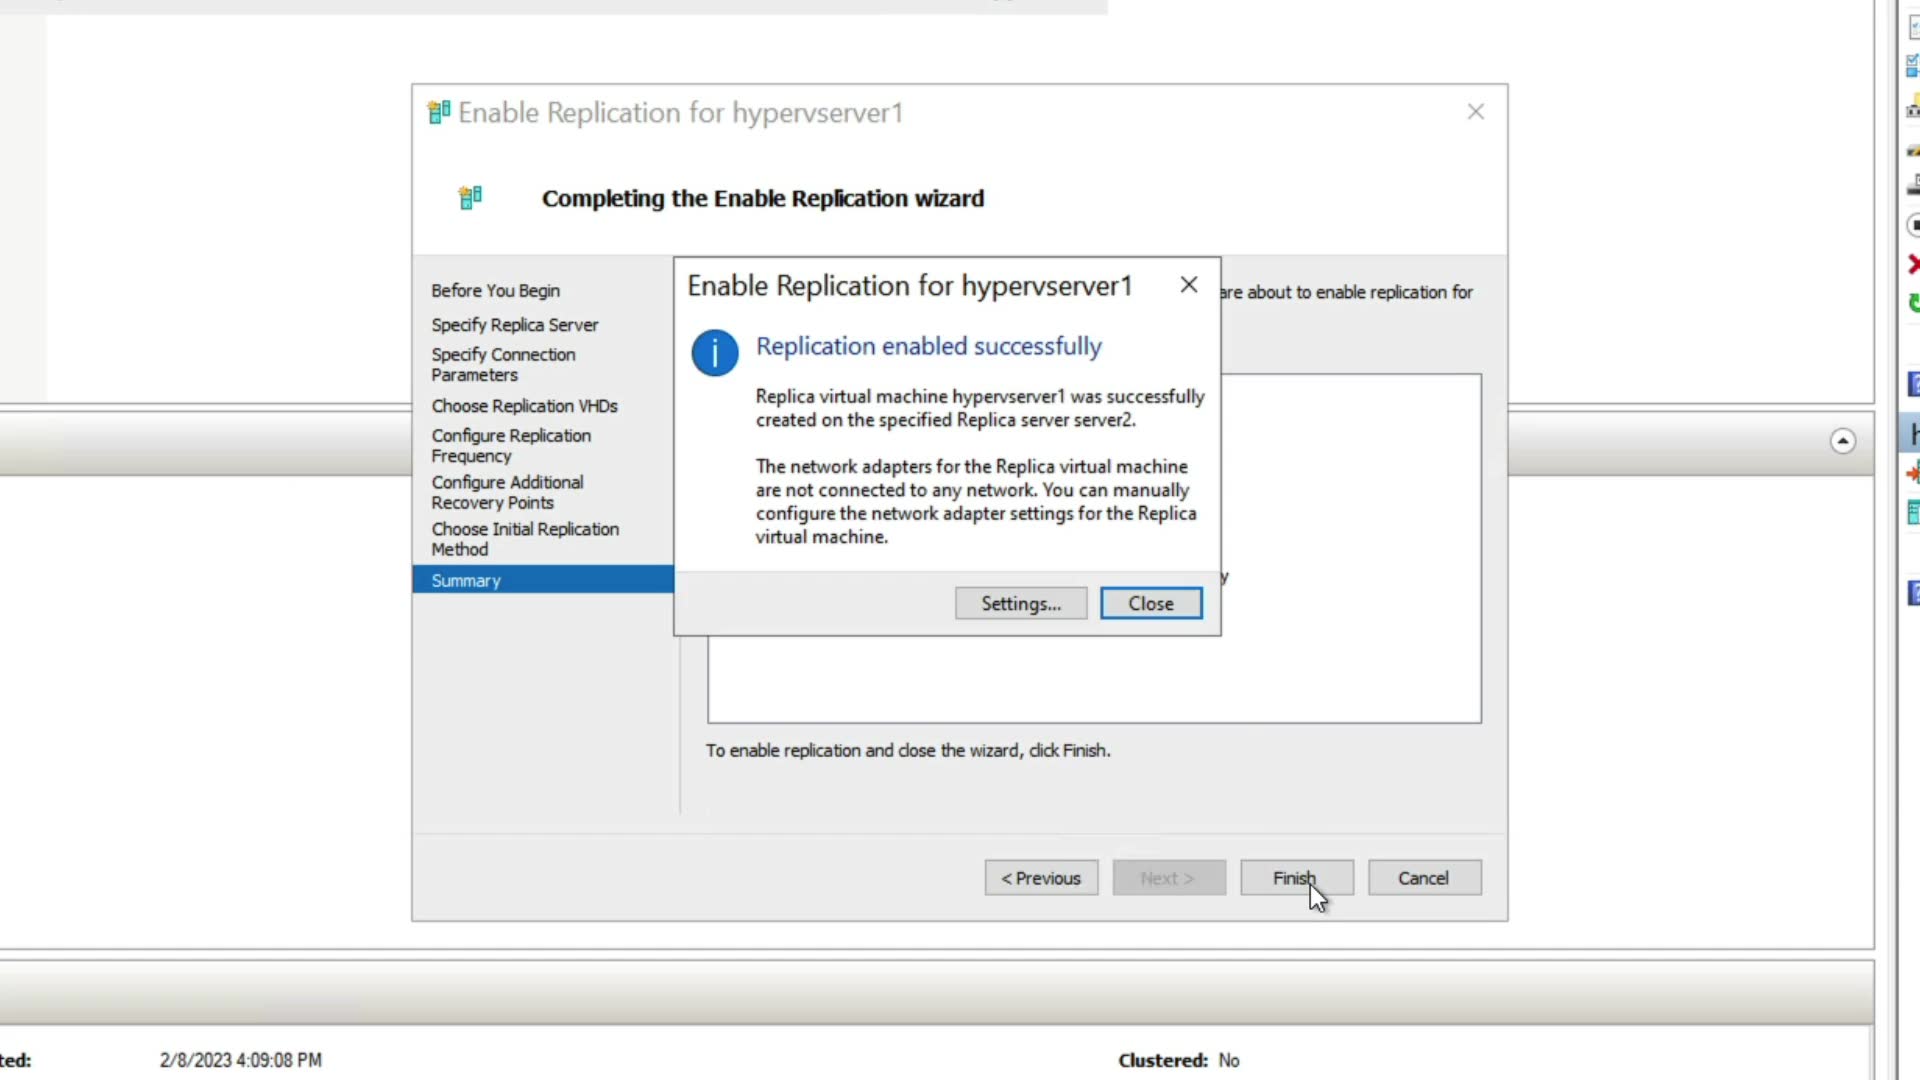 Enable Replication for hypervserver1
Completing the Enable Replication wizard
Before You Begin
Specify Replica Server
Specify Connection
Parameters
Choose Replication VHDs
Configure Replication
Frequency
Configure Additional
Recovery Points
Choose Initial Replication
Method
Summary
are about to enable replication for
Enable Replication for hypervserver1
Replication enabled successfully
Replica virtual machine hypervserver1 was successfully
created on the specified Replica server server2.
The network adapters for the Replica virtual machine
are not connected to any network. You can manually
configure the network adapter settings for the Replica
virtual machine.
Settings...
Close
y
To enable replication and close the wizard, click Finish.
< Previous
Next >
Finish
Cancel
ted: 2/8/2023 4:09:08 PM
Clustered: No